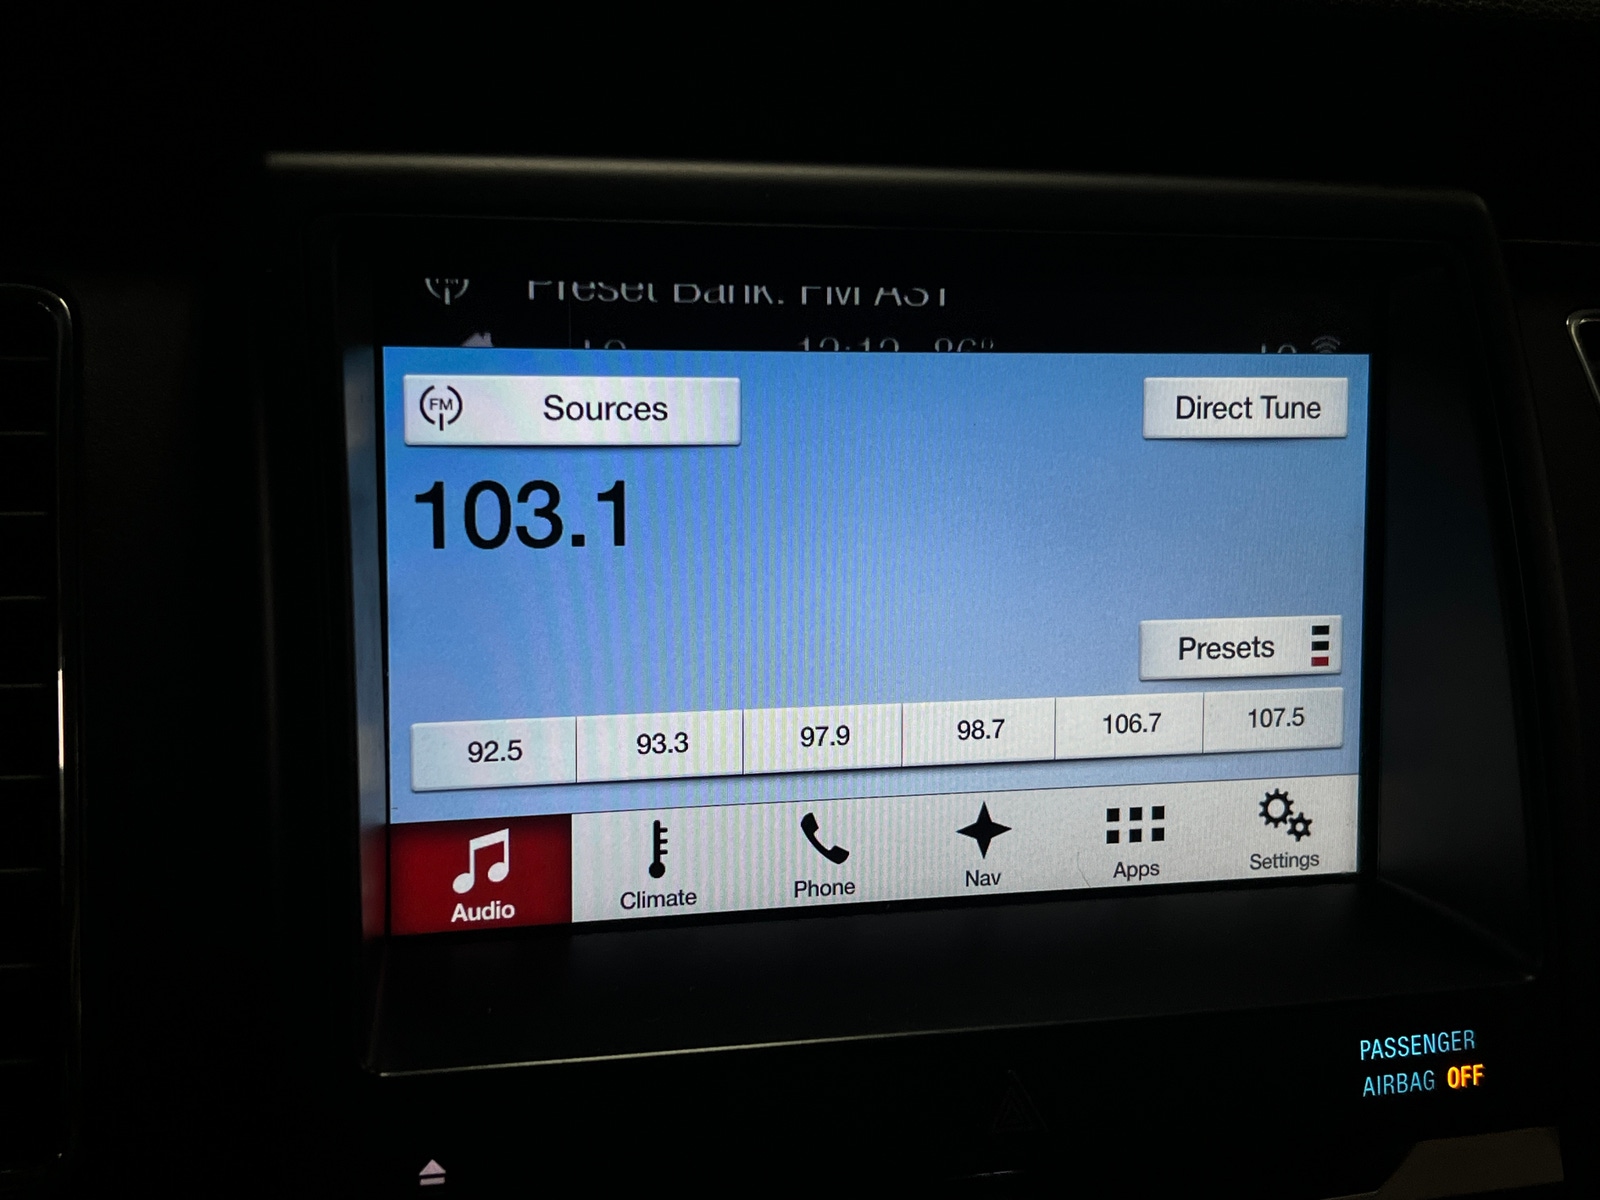 Preset Bank: FM AST
FM Sources
Direct Tune
103.1
Presets
92.5 93.3 97.9 98.7 106.7 107.5
Audio Climate Phone Nav Apps Settings
PASSENGER
AIRBAG OFF